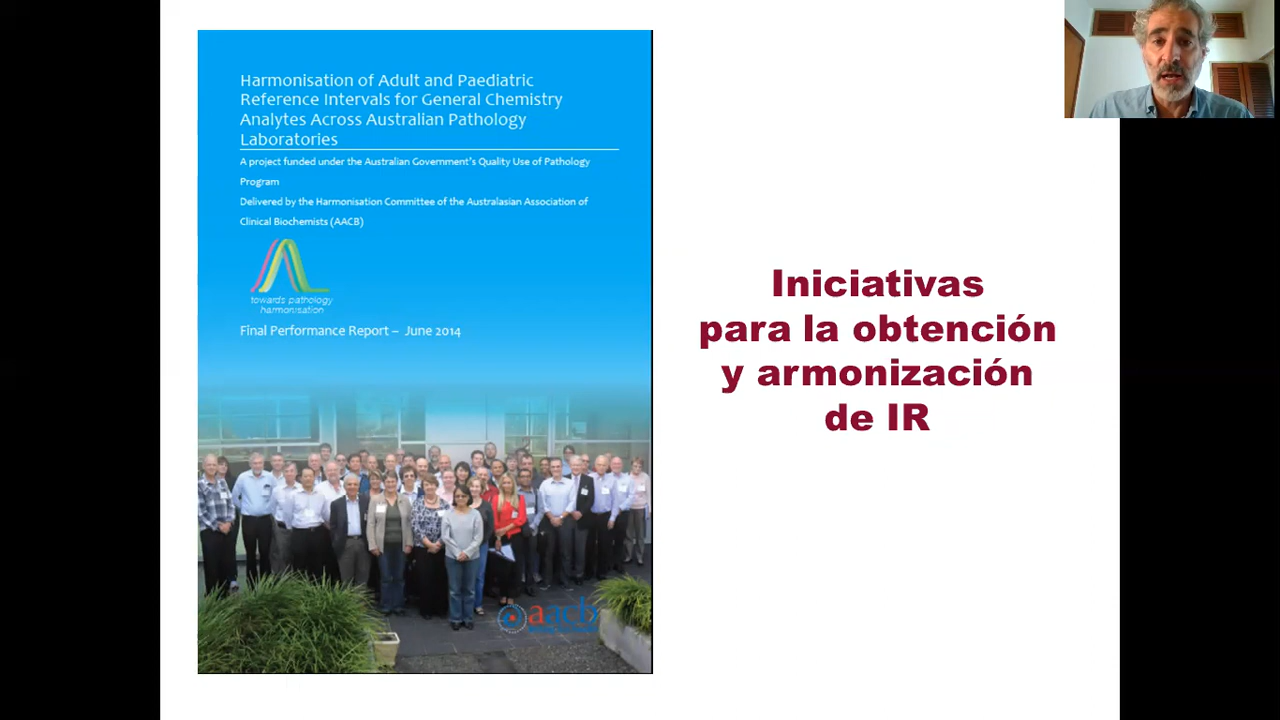 Harmonisation of Adult and Paediatric
Reference Intervals for General Chemistry
Analytes Across Australian Pathology
Laboratories
A project funded under the Australian Government's Quality Use of Pathology
Program
Delivered by the Harmonisation Committee of the Australasian Association of
Clinical Biochemists (AACB)
towards pathology
harmonisation
Final Performance Report – June 2014
aacb
Iniciativas
para la obtención
y armonización
de IR